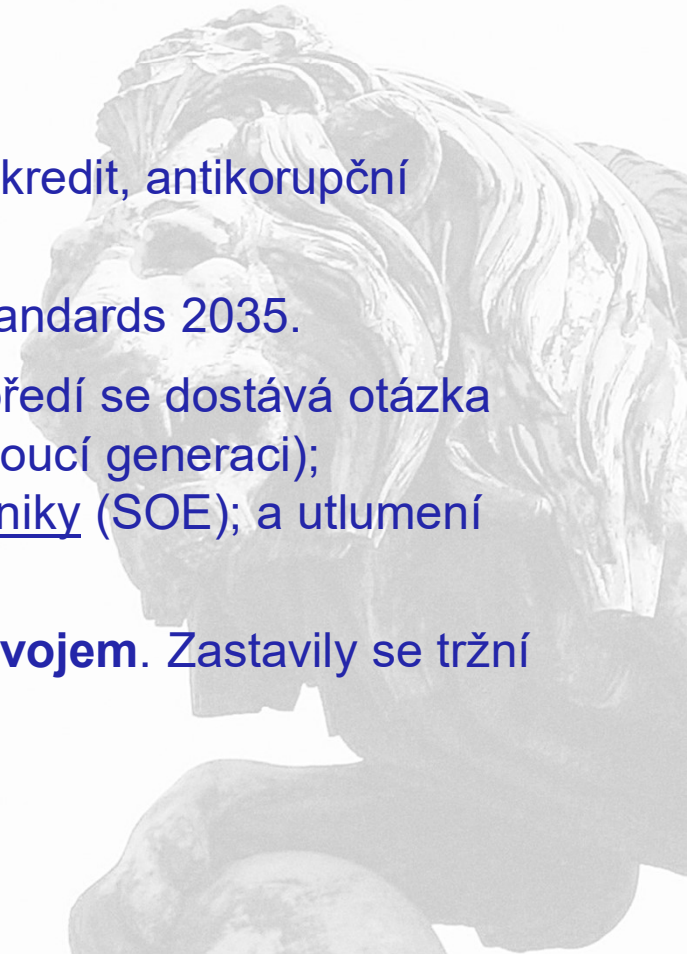 kredit, antikorupční
andards 2035.
ředí se dostává otázka
oucí generaci);
niky (SOE); a utlumení
vojem. Zastavily se tržní